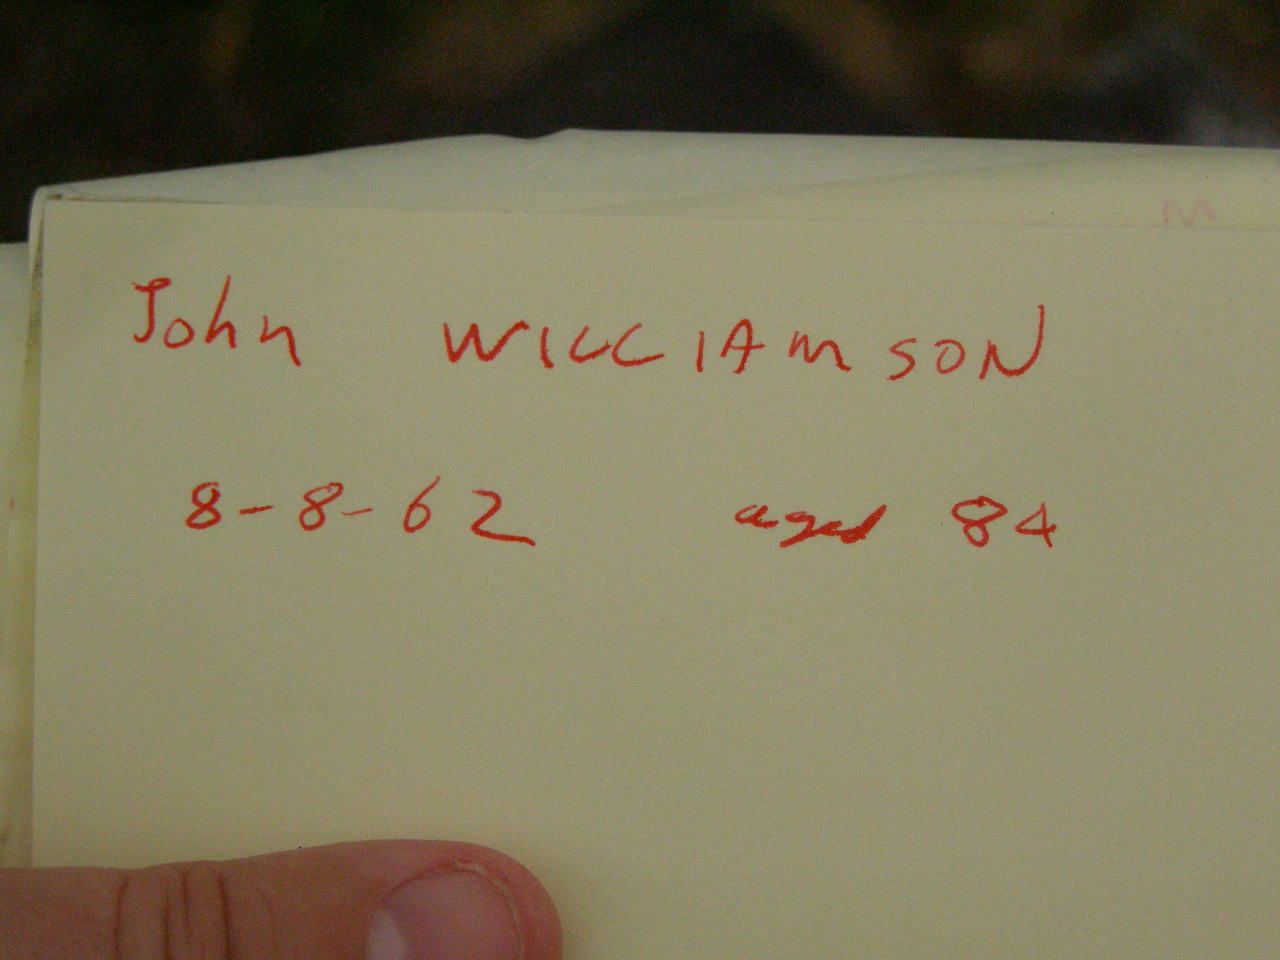 John WILLIAMSON
8-8-62 aged 84